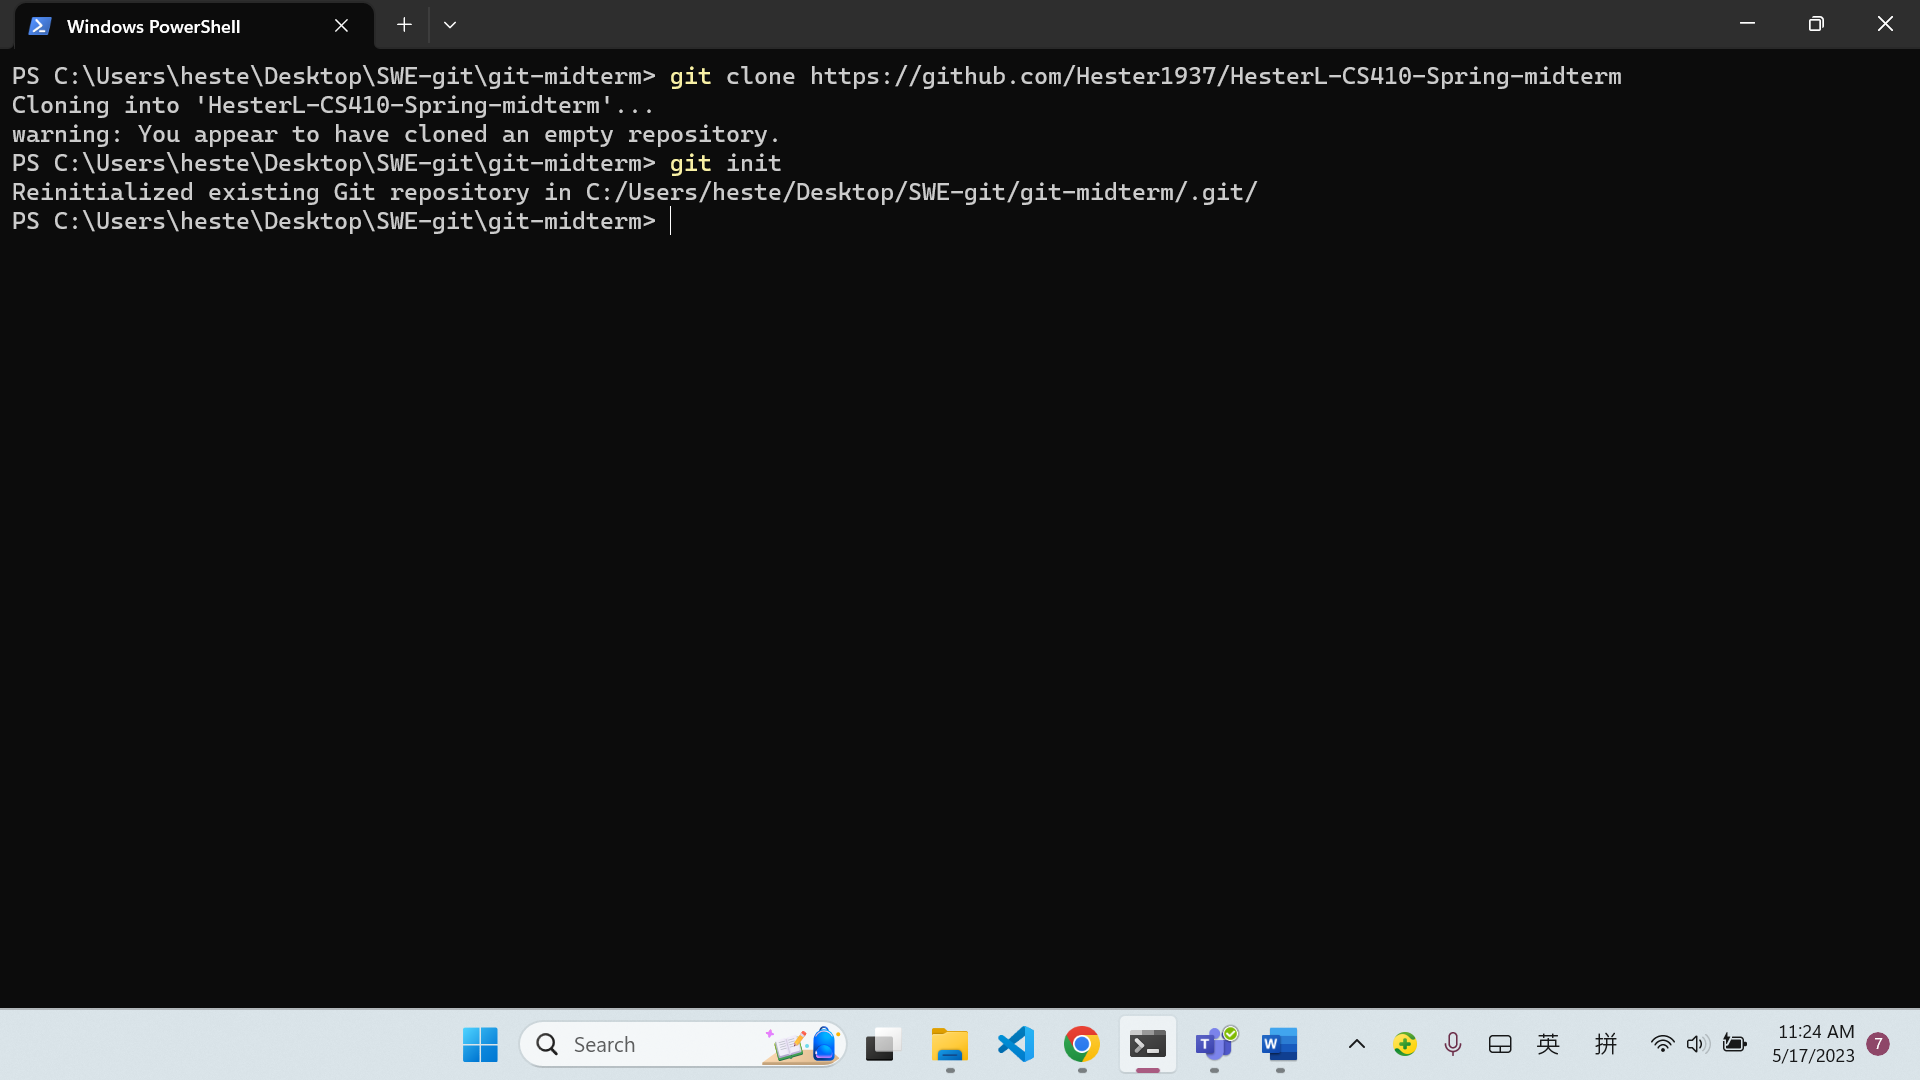 Windows PowerShell
PS C:\Users\heste\Desktop\SWE-git\git-midterm> git clone https://github.com/Hester1937/HesterL-CS410-Spring-midterm
Cloning into 'HesterL-CS410-Spring-midterm'...
warning: You appear to have cloned an empty repository.
PS C:\Users\heste\Desktop\SWE-git\git-midterm> git init
Reinitialized existing Git repository in C:/Users/heste/Desktop/SWE-git/git-midterm/.git/
PS C:\Users\heste\Desktop\SWE-git\git-midterm>
Search
英
拼
11:24 AM
5/17/2023
7